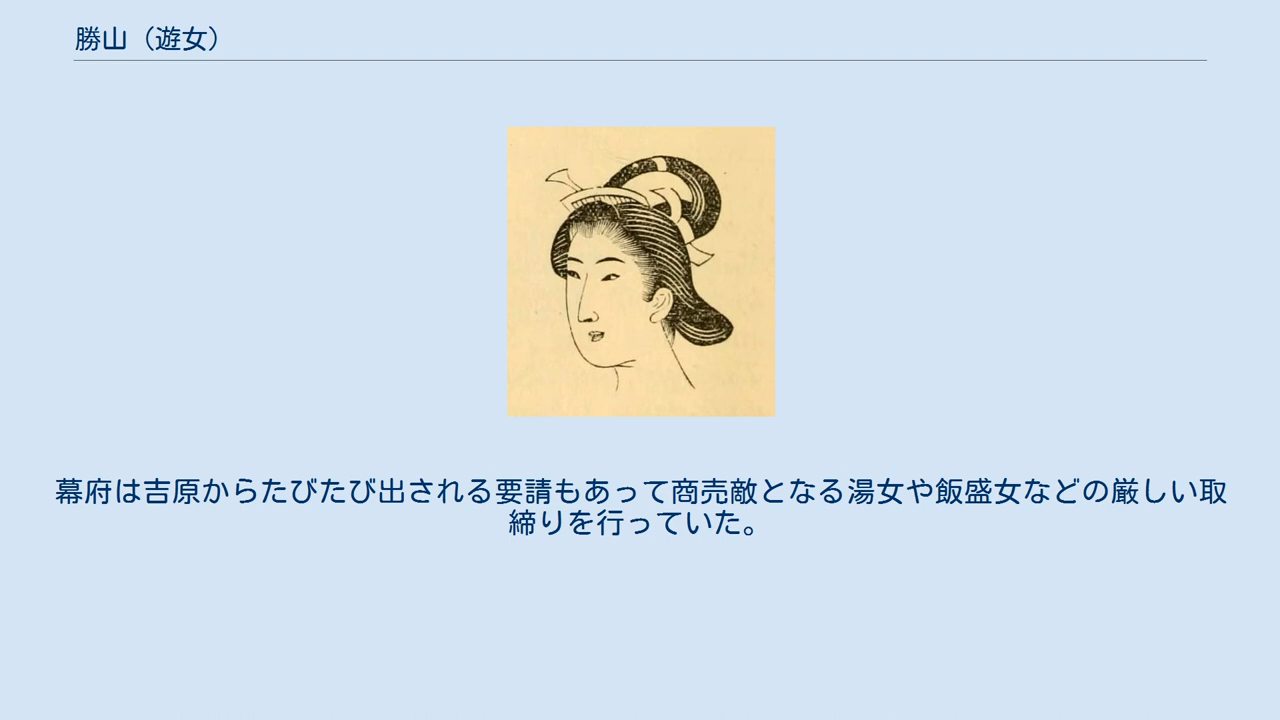 勝山（遊女）
幕府は吉原からたびたび出される要請もあって商売敵となる湯女や飯盛女などの厳しい取
締りを行っていた。